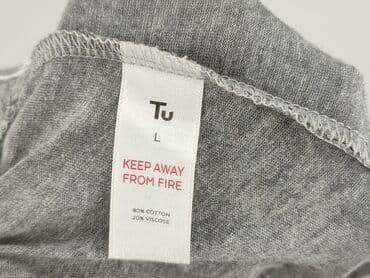 Tu
L
KEEP AWAY
FROM FIRE
80% COTTON
20% VISCOSE